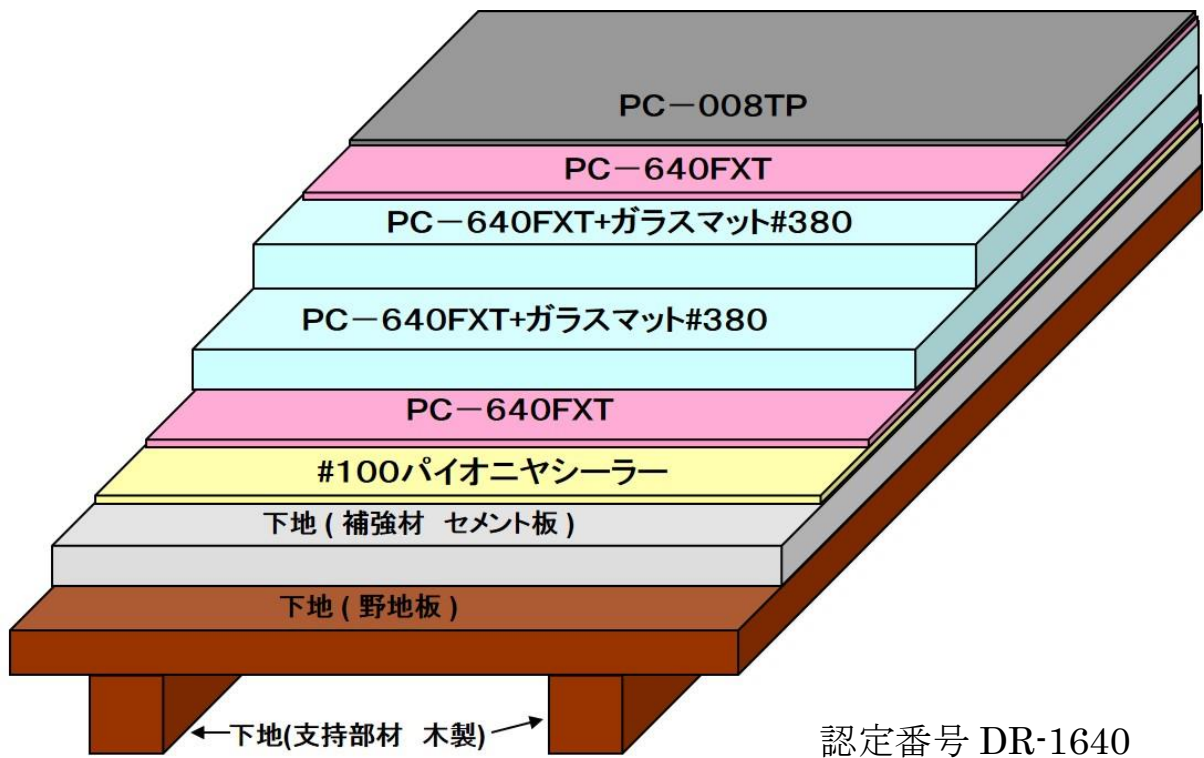 PC－008TP
PC－640FXT
PC－640FXT+ガラスマット#380
PC－640FXT+ガラスマット#380
PC－640FXT
#100パイオニヤシーラー
下地 ( 補強材　セメント板 )
下地 ( 野地板 )
下地(支持部材　木製)
認定番号 DR-1640